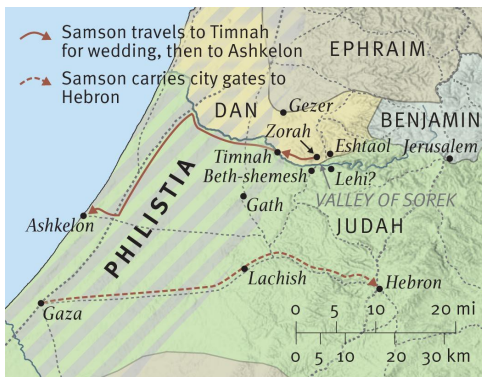 Samson travels to Timnah
for wedding, then to Ashkelon
Samson carries city gates to
Hebron
EPHRAIM
DAN
Gezer
BENJAMIN
Zorah
Eshtaol
Jerusalem
Timnah
Beth-shemesh
Lehi?
VALLEY OF SOREK
PHILISTIA
Gath
JUDAH
Ashkelon
Lachish
Hebron
Gaza
0 5 10 20 mi
0 5 10 20 30 km